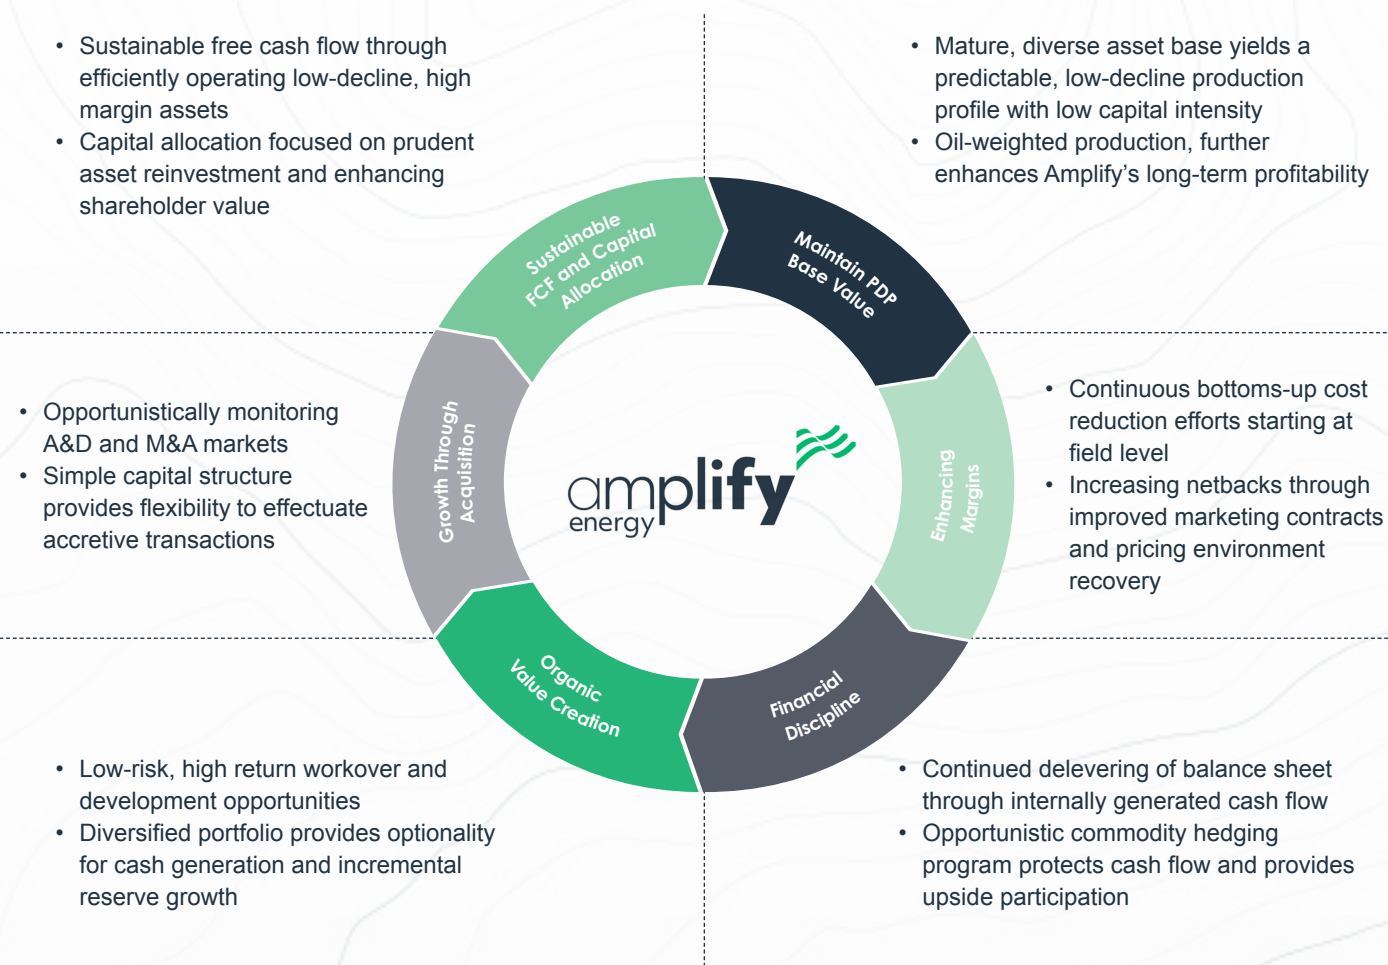 • Sustainable free cash flow through
efficiently operating low-decline, high
margin assets
• Capital allocation focused on prudent
asset reinvestment and enhancing
shareholder value
• Mature, diverse asset base yields a
predictable, low-decline production
profile with low capital intensity
• Oil-weighted production, further
enhances Amplify’s long-term profitability
Sustainable
FCF and Capital
Allocation
Maintain PDP
Base Value
• Opportunistically monitoring
A&D and M&A markets
• Simple capital structure
provides flexibility to effectuate
accretive transactions
Growth Through
Acquisition
amplify
energy
Enhancing
Margins
• Continuous bottoms-up cost
reduction efforts starting at
field level
• Increasing netbacks through
improved marketing contracts
and pricing environment
recovery
Organic
Value Creation
Financial
Discipline
• Low-risk, high return workover and
development opportunities
• Diversified portfolio provides optionality
for cash generation and incremental
reserve growth
• Continued delevering of balance sheet
through internally generated cash flow
• Opportunistic commodity hedging
program protects cash flow and provides
upside participation